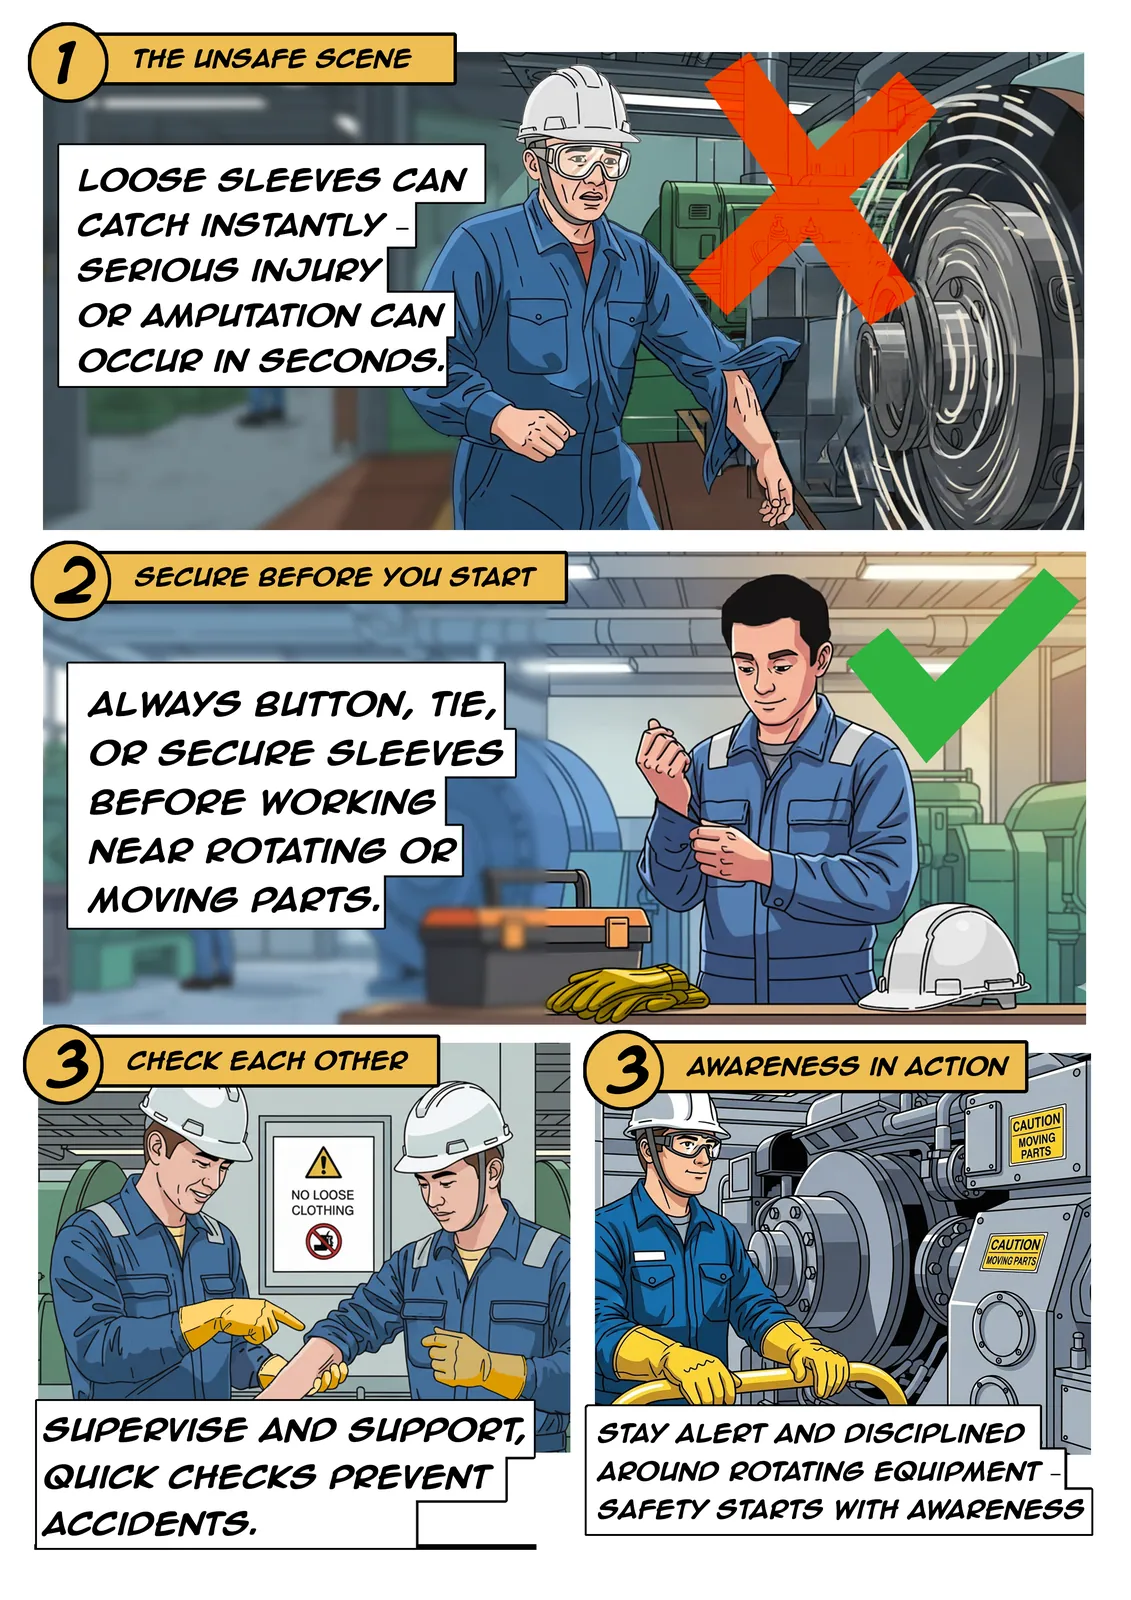 1
THE UNSAFE SCENE
LOOSE SLEEVES CAN
CATCH INSTANTLY –
SERIOUS INJURY
OR AMPUTATION CAN
OCCUR IN SECONDS.
2
SECURE BEFORE YOU START
ALWAYS BUTTON, TIE,
OR SECURE SLEEVES
BEFORE WORKING
NEAR ROTATING OR
MOVING PARTS.
3
CHECK EACH OTHER
NO LOOSE
CLOTHING
SUPERVISE AND SUPPORT,
QUICK CHECKS PREVENT
ACCIDENTS.
3
AWARENESS IN ACTION
CAUTION
MOVING
PARTS
CAUTION
MOVING PARTS
STAY ALERT AND DISCIPLINED
AROUND ROTATING EQUIPMENT –
SAFETY STARTS WITH AWARENESS